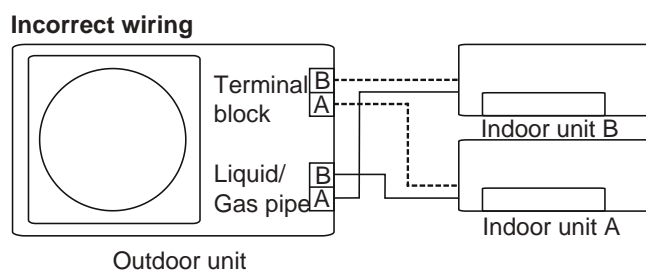 Incorrect wiring
Terminal
block
B
A
Liquid/
Gas pipe
B
A
Outdoor unit
Indoor unit B
Indoor unit A